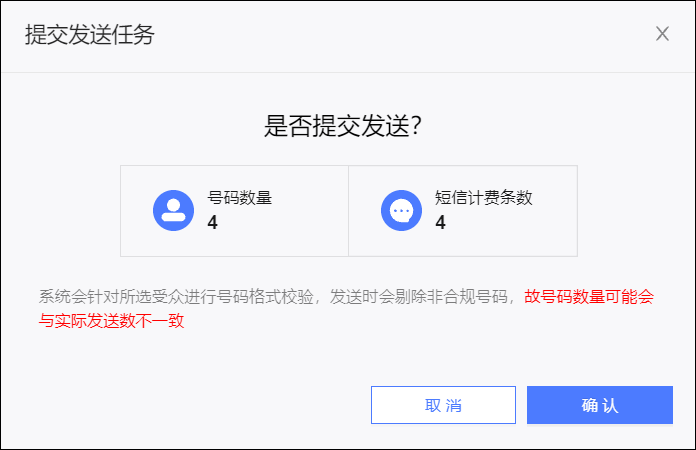 提交发送任务
是否提交发送？
号码数量
4
短信计费条数
4
系统会针对所选受众进行号码格式校验，发送时会剔除非合规号码，故号码数量可能会
与实际发送数不一致
取 消
确 认